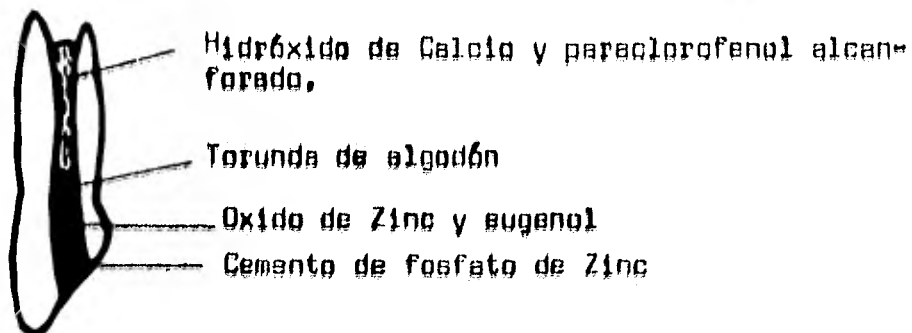 Hidróxido de Calcio y paraclorofenol alcan-
forado.
Torunda de algodón
Oxido de Zinc y eugenol
Cemento de fosfato de Zinc